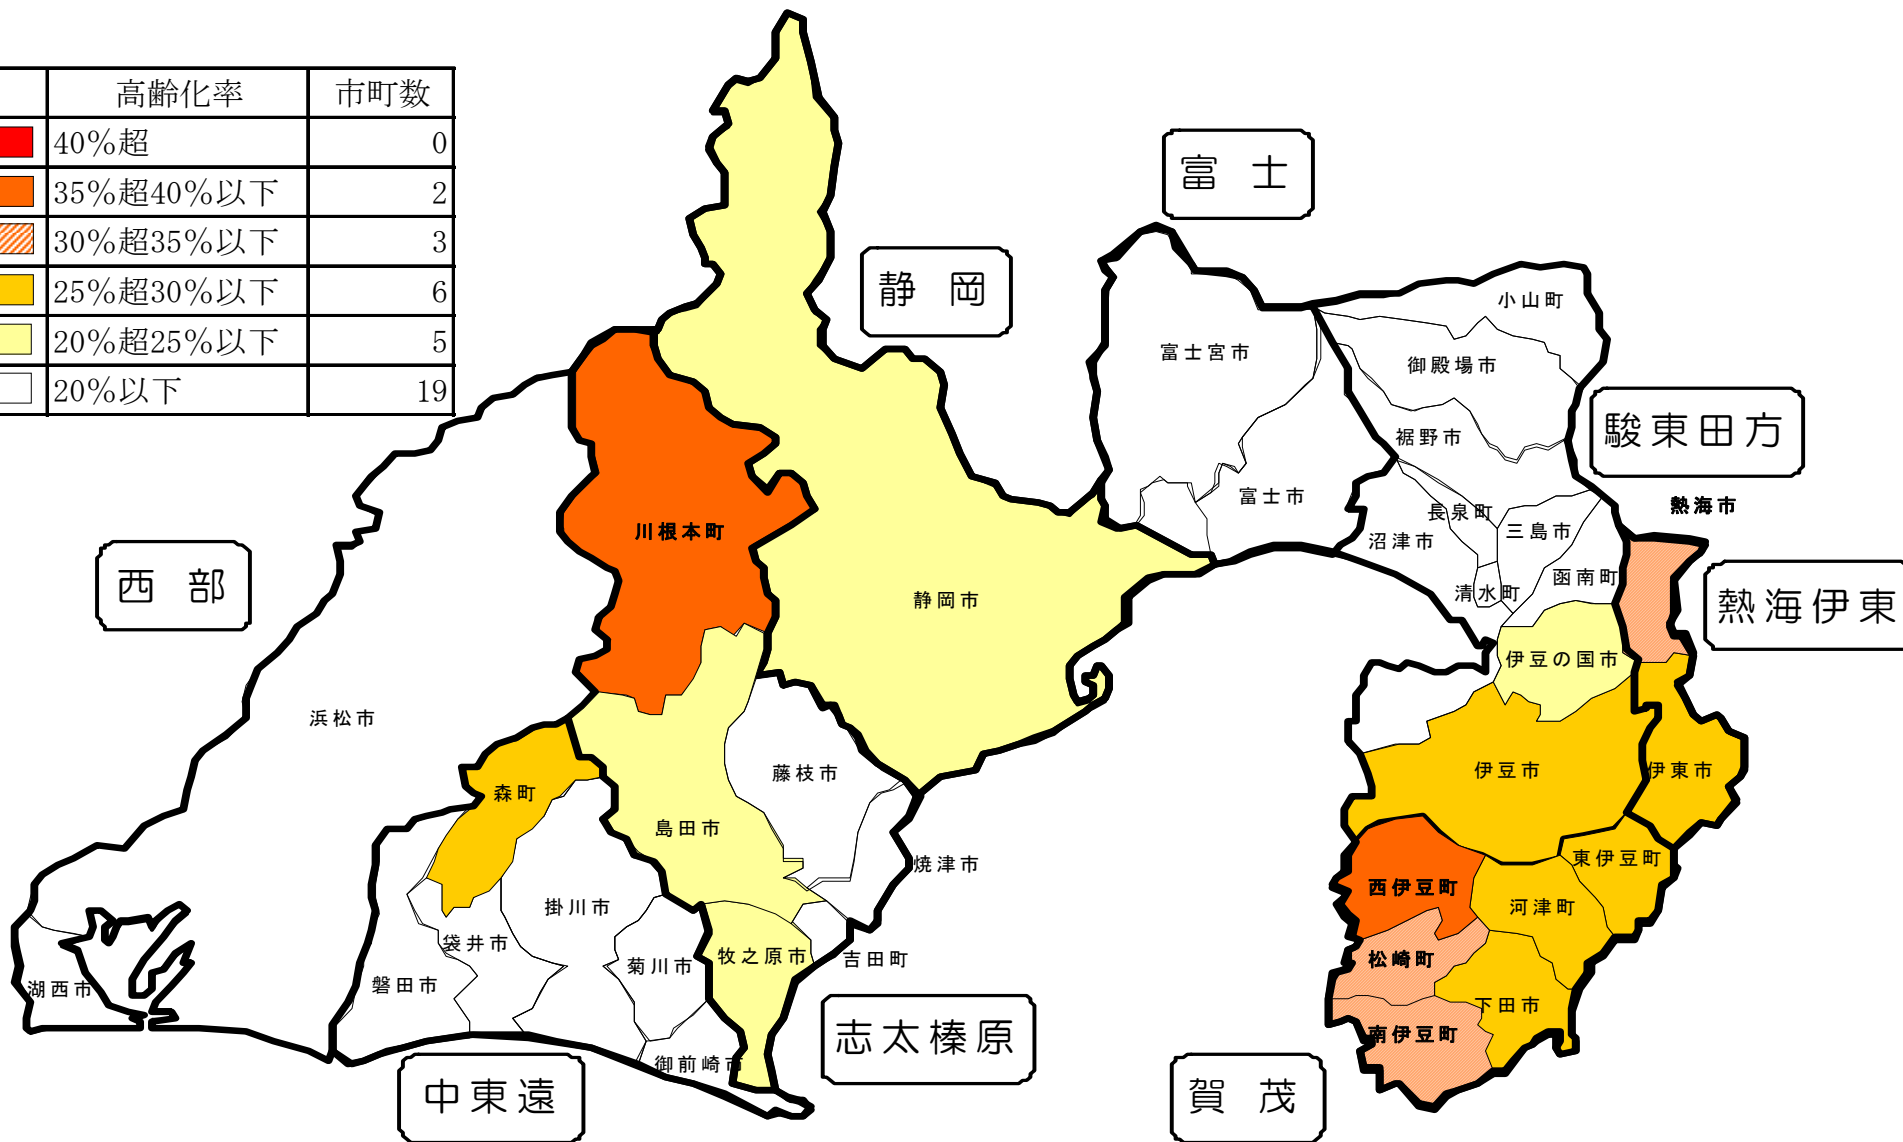 高齢化率 市町数
40%超 0
35%超40%以下 2
30%超35%以下 3
25%超30%以下 6
20%超25%以下 5
20%以下 19
富士
静岡
小山町
富士宮市
御殿場市
駿東田方
裾野市
富士市
熱海市
長泉町
三島市
沼津市
川根本町
西部
函南町
清水町
静岡市
熱海伊東
伊豆の国市
浜松市
伊豆市
伊東市
藤枝市
森町
島田市
焼津市
東伊豆町
西伊豆町
掛川市
河津町
袋井市
菊川市
牧之原市
吉田町
松崎町
磐田市
湖西市
下田市
南伊豆町
志太榛原
御前崎市
中東遠
賀茂